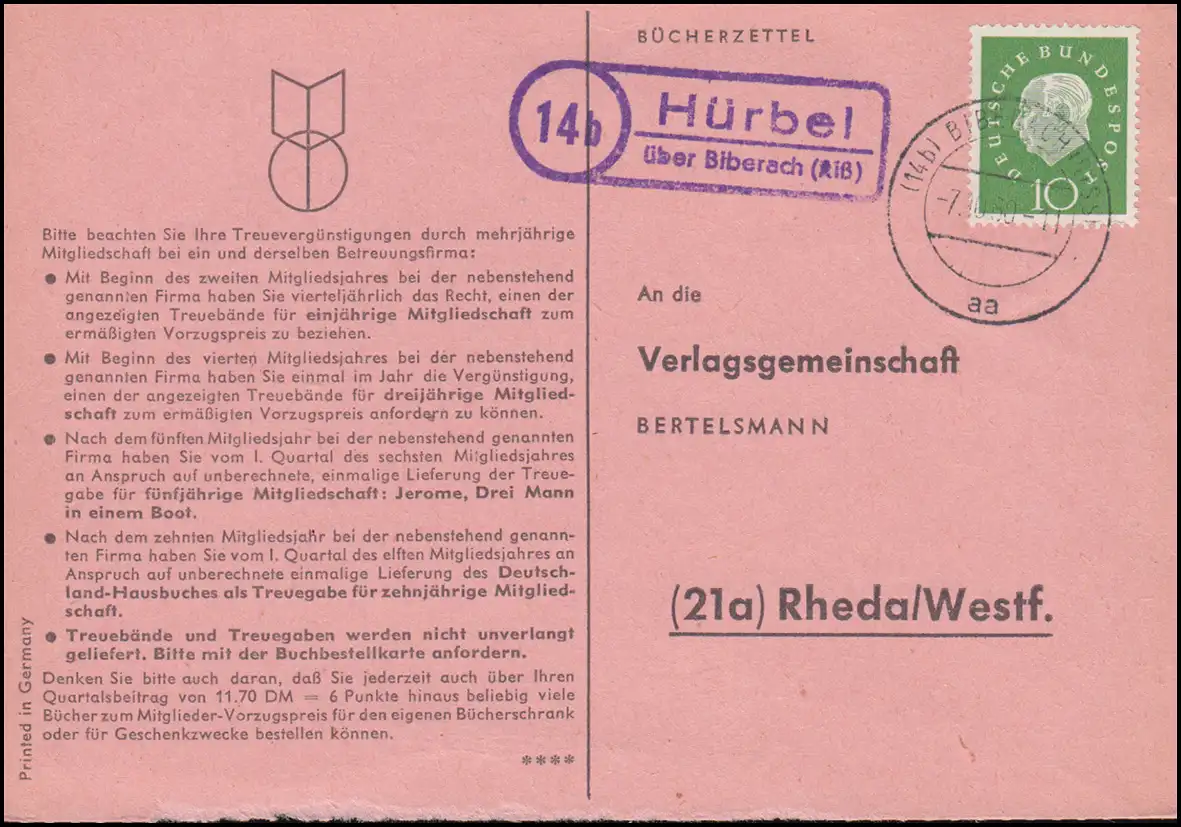 BÜCHERZETTEL
14b
Hürbel
über Biberach (Riß)
DEUTSCHE BUNDESPOST
10
(14b) BIBERACH (RISS)
-7.10.60-11
aa
Bitte beachten Sie Ihre Treuevergünstigungen durch mehrjährige
Mitgliedschaft bei ein und derselben Betreuungsfirma:
● Mit Beginn des zweiten Mitgliedsjahres bei der nebenstehend
genannten Firma haben Sie vierteljährlich das Recht, einen der
angezeigten Treuebände für einjährige Mitgliedschaft zum
ermäßigten Vorzugspreis zu beziehen.
● Mit Beginn des vierten Mitgliedsjahres bei der nebenstehend
genannten Firma haben Sie einmal im Jahr die Vergünstigung,
einen der angezeigten Treuebände für dreijährige Mitglied-
schaft zum ermäßigten Vorzugspreis anfordern zu können.
● Nach dem fünften Mitgliedsjahr bei der nebenstehend genannten
Firma haben Sie vom I. Quartal des sechsten Mitgliedsjahres
an Anspruch auf unberechnete, einmalige Lieferung der Treue-
gabe für fünfjährige Mitgliedschaft: Jerome, Drei Mann
in einem Boot.
● Nach dem zehnten Mitgliedsjahr bei der nebenstehend genann-
ten Firma haben Sie vom I. Quartal des elften Mitgliedsjahres an
Anspruch auf unberechnete einmalige Lieferung des Deutsch-
land-Hausbuches als Treuegabe für zehnjährige Mitglied-
schaft.
● Treuebände und Treuegaben werden nicht unverlangt
geliefert. Bitte mit der Buchbestellkarte anfordern.
Denken Sie bitte auch daran, daß Sie jederzeit auch über Ihren
Quartalsbeitrag von 11.70 DM = 6 Punkte hinaus beliebig viele
Bücher zum Mitglieder-Vorzugspreis für den eigenen Bücherschrank
oder für Geschenkzwecke bestellen können.
****
Printed in Germany
An die
Verlagsgemeinschaft
BERTELSMANN
(21a) Rheda/Westf.